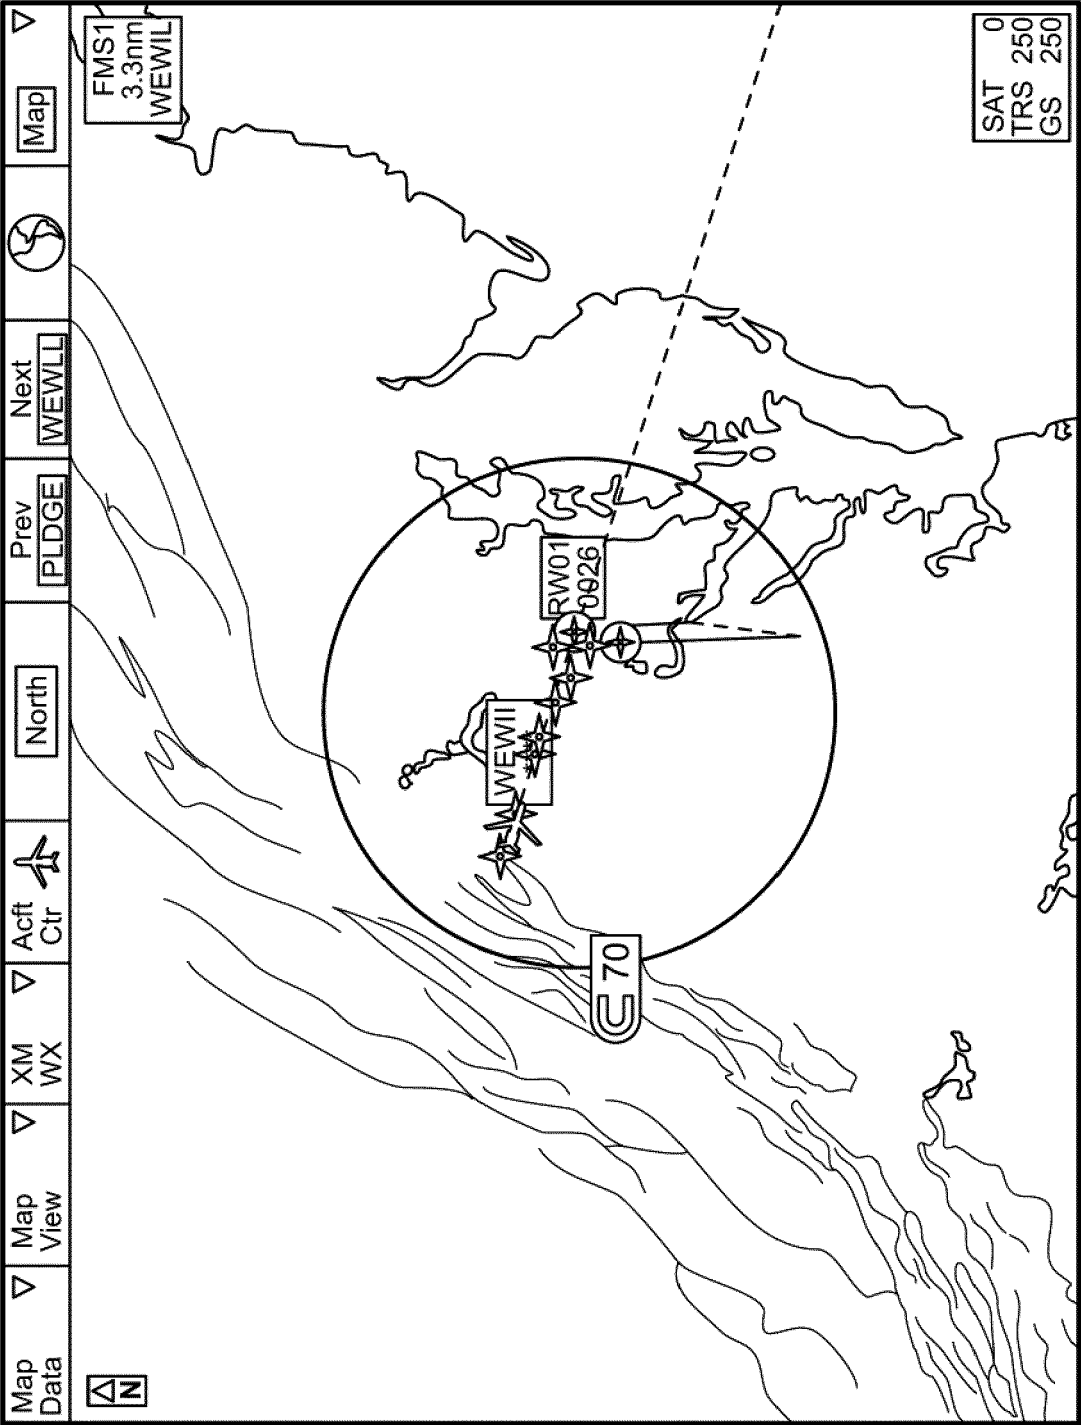 Map
Data
Map
View
XM
WX
Acft
Ctr
North
Prev
PLDGE
Next
WEWLL
Map
N
FMS1
3.3nm
WEWIL
WEWII
RW01
0026
70
SAT 0
TRS 250
GS 250